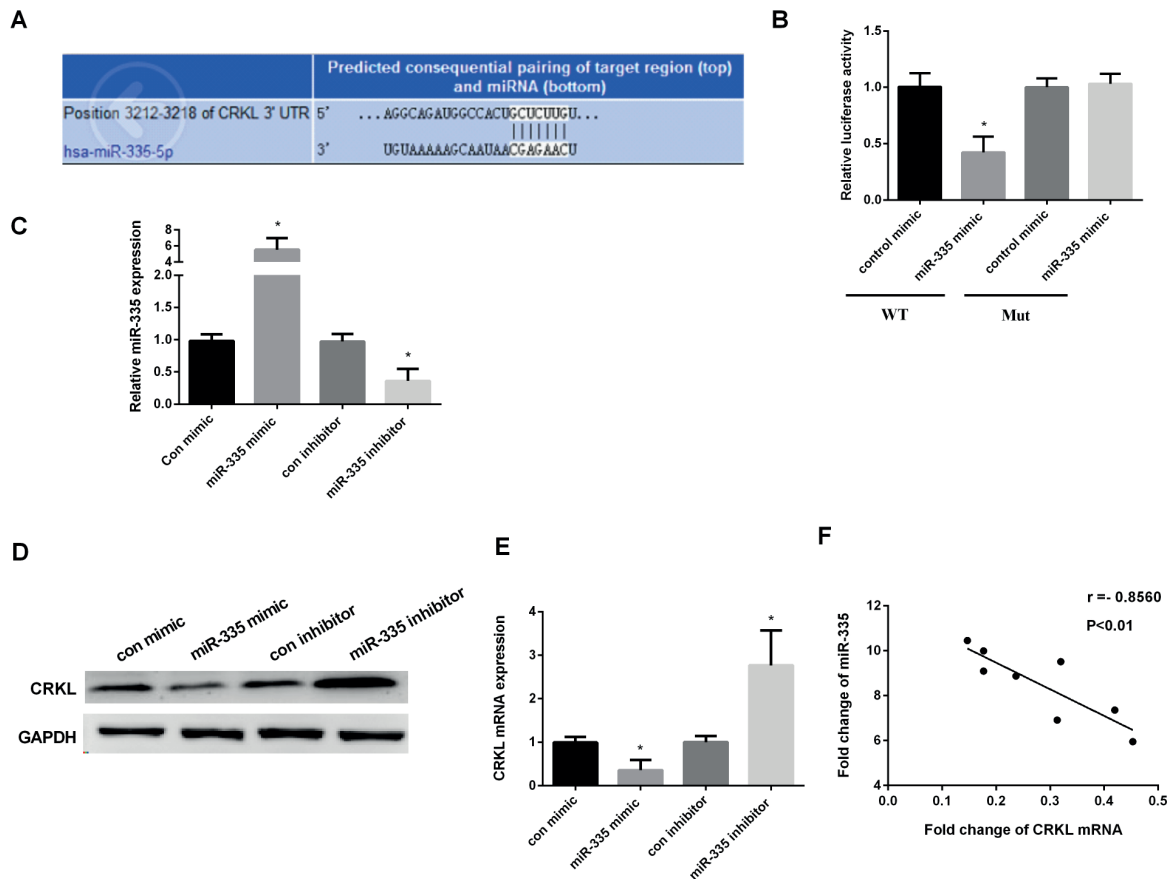 A
Predicted consequential pairing of target region (top)
and miRNA (bottom)
Position 3212-3218 of CRKL 3' UTR 5' ...AGGCAGAUGGCCACUGCUCUUGU...
hsa-miR-335-5p 3' UGUAAAAAGCAAUAACGAGAACU
B
Relative luciferase activity
1.5
1.0
0.5
0.0
*
control mimic
miR-335 mimic
control mimic
miR-335 mimic
WT
Mut
C
Relative miR-335 expression
8
6
4
2.0
1.5
1.0
0.5
0.0
*
*
Con mimic
miR-335 mimic
con inhibitor
miR-335 inhibitor
D
con mimic
miR-335 mimic
con inhibitor
miR-335 inhibitor
CRKL
GAPDH
E
CRKL mRNA expression
4
3
2
1
0
*
*
con mimic
miR-335 mimic
con inhibitor
miR-335 inhibitor
F
r =- 0.8560
P<0.01
Fold change of miR-335
12
10
8
6
4
0.0 0.1 0.2 0.3 0.4 0.5
Fold change of CRKL mRNA